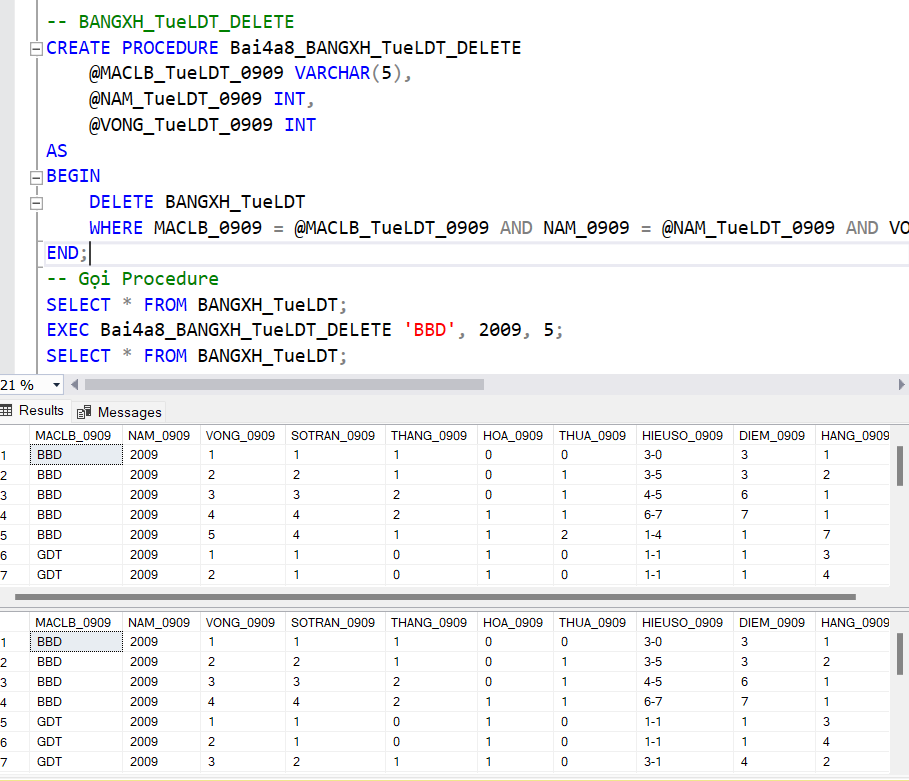 -- BANGXH_TueLDT_DELETE
CREATE PROCEDURE Bai4a8_BANGXH_TueLDT_DELETE
@MACLB_TueLDT_0909 VARCHAR(5),
@NAM_TueLDT_0909 INT,
@VONG_TueLDT_0909 INT
AS
BEGIN
DELETE BANGXH_TueLDT
WHERE MACLB_0909 = @MACLB_TueLDT_0909 AND NAM_0909 = @NAM_TueLDT_0909 AND VO
END;
-- Gọi Procedure
SELECT * FROM BANGXH_TueLDT;
EXEC Bai4a8_BANGXH_TueLDT_DELETE 'BBD', 2009, 5;
SELECT * FROM BANGXH_TueLDT;
21 %
Results Messages
MACLB_0909 NAM_0909 VONG_0909 SOTRAN_0909 THANG_0909 HOA_0909 THUA_0909 HIEUSO_0909 DIEM_0909 HANG_0909
1 BBD 2009 1 1 1 0 0 3-0 3 1
2 BBD 2009 2 2 1 0 1 3-5 3 2
3 BBD 2009 3 3 2 0 1 4-5 6 1
4 BBD 2009 4 4 2 1 1 6-7 7 1
5 BBD 2009 5 4 1 1 2 1-4 1 7
6 GDT 2009 1 1 0 1 0 1-1 1 3
7 GDT 2009 2 1 0 1 0 1-1 1 4
MACLB_0909 NAM_0909 VONG_0909 SOTRAN_0909 THANG_0909 HOA_0909 THUA_0909 HIEUSO_0909 DIEM_0909 HANG_0909
1 BBD 2009 1 1 1 0 0 3-0 3 1
2 BBD 2009 2 2 1 0 1 3-5 3 2
3 BBD 2009 3 3 2 0 1 4-5 6 1
4 BBD 2009 4 4 2 1 1 6-7 7 1
5 GDT 2009 1 1 0 1 0 1-1 1 3
6 GDT 2009 2 1 0 1 0 1-1 1 4
7 GDT 2009 3 2 1 1 0 3-1 4 2